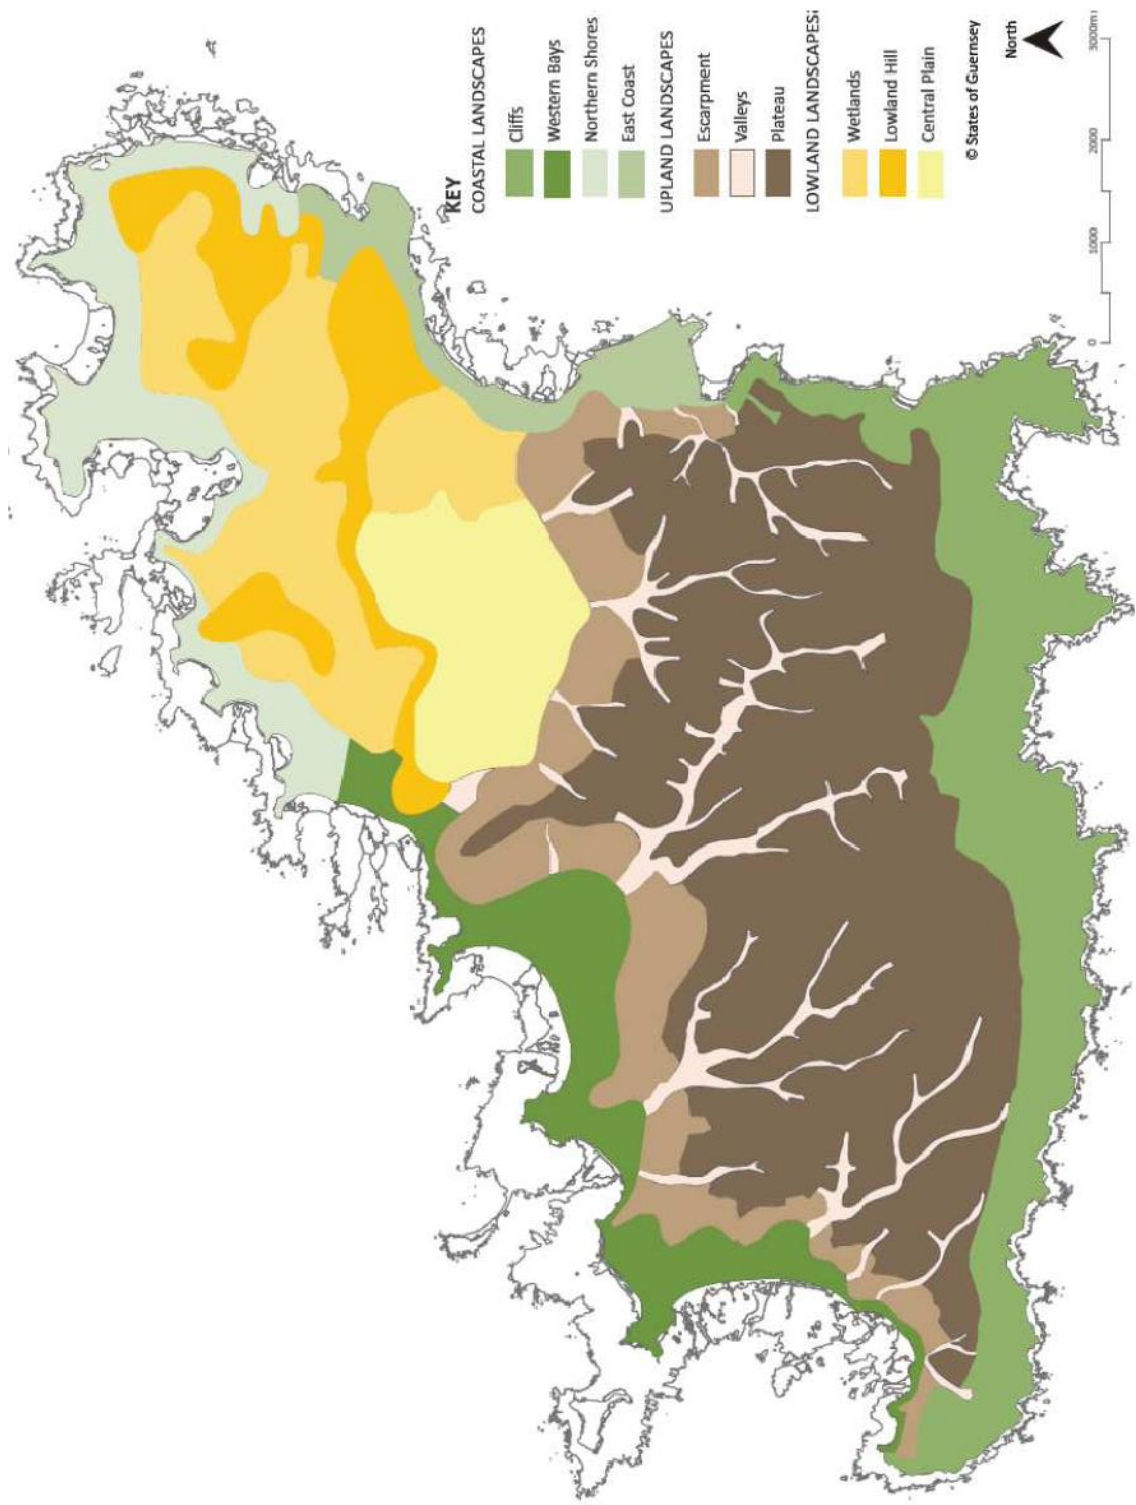 KEY
COASTAL LANDSCAPES
Cliffs
Western Bays
Northern Shores
East Coast
UPLAND LANDSCAPES
Escarpment
Valleys
Plateau
LOWLAND LANDSCAPES:
Wetlands
Lowland Hill
Central Plain
© States of Guernsey
North
0 1000 2000 3000m